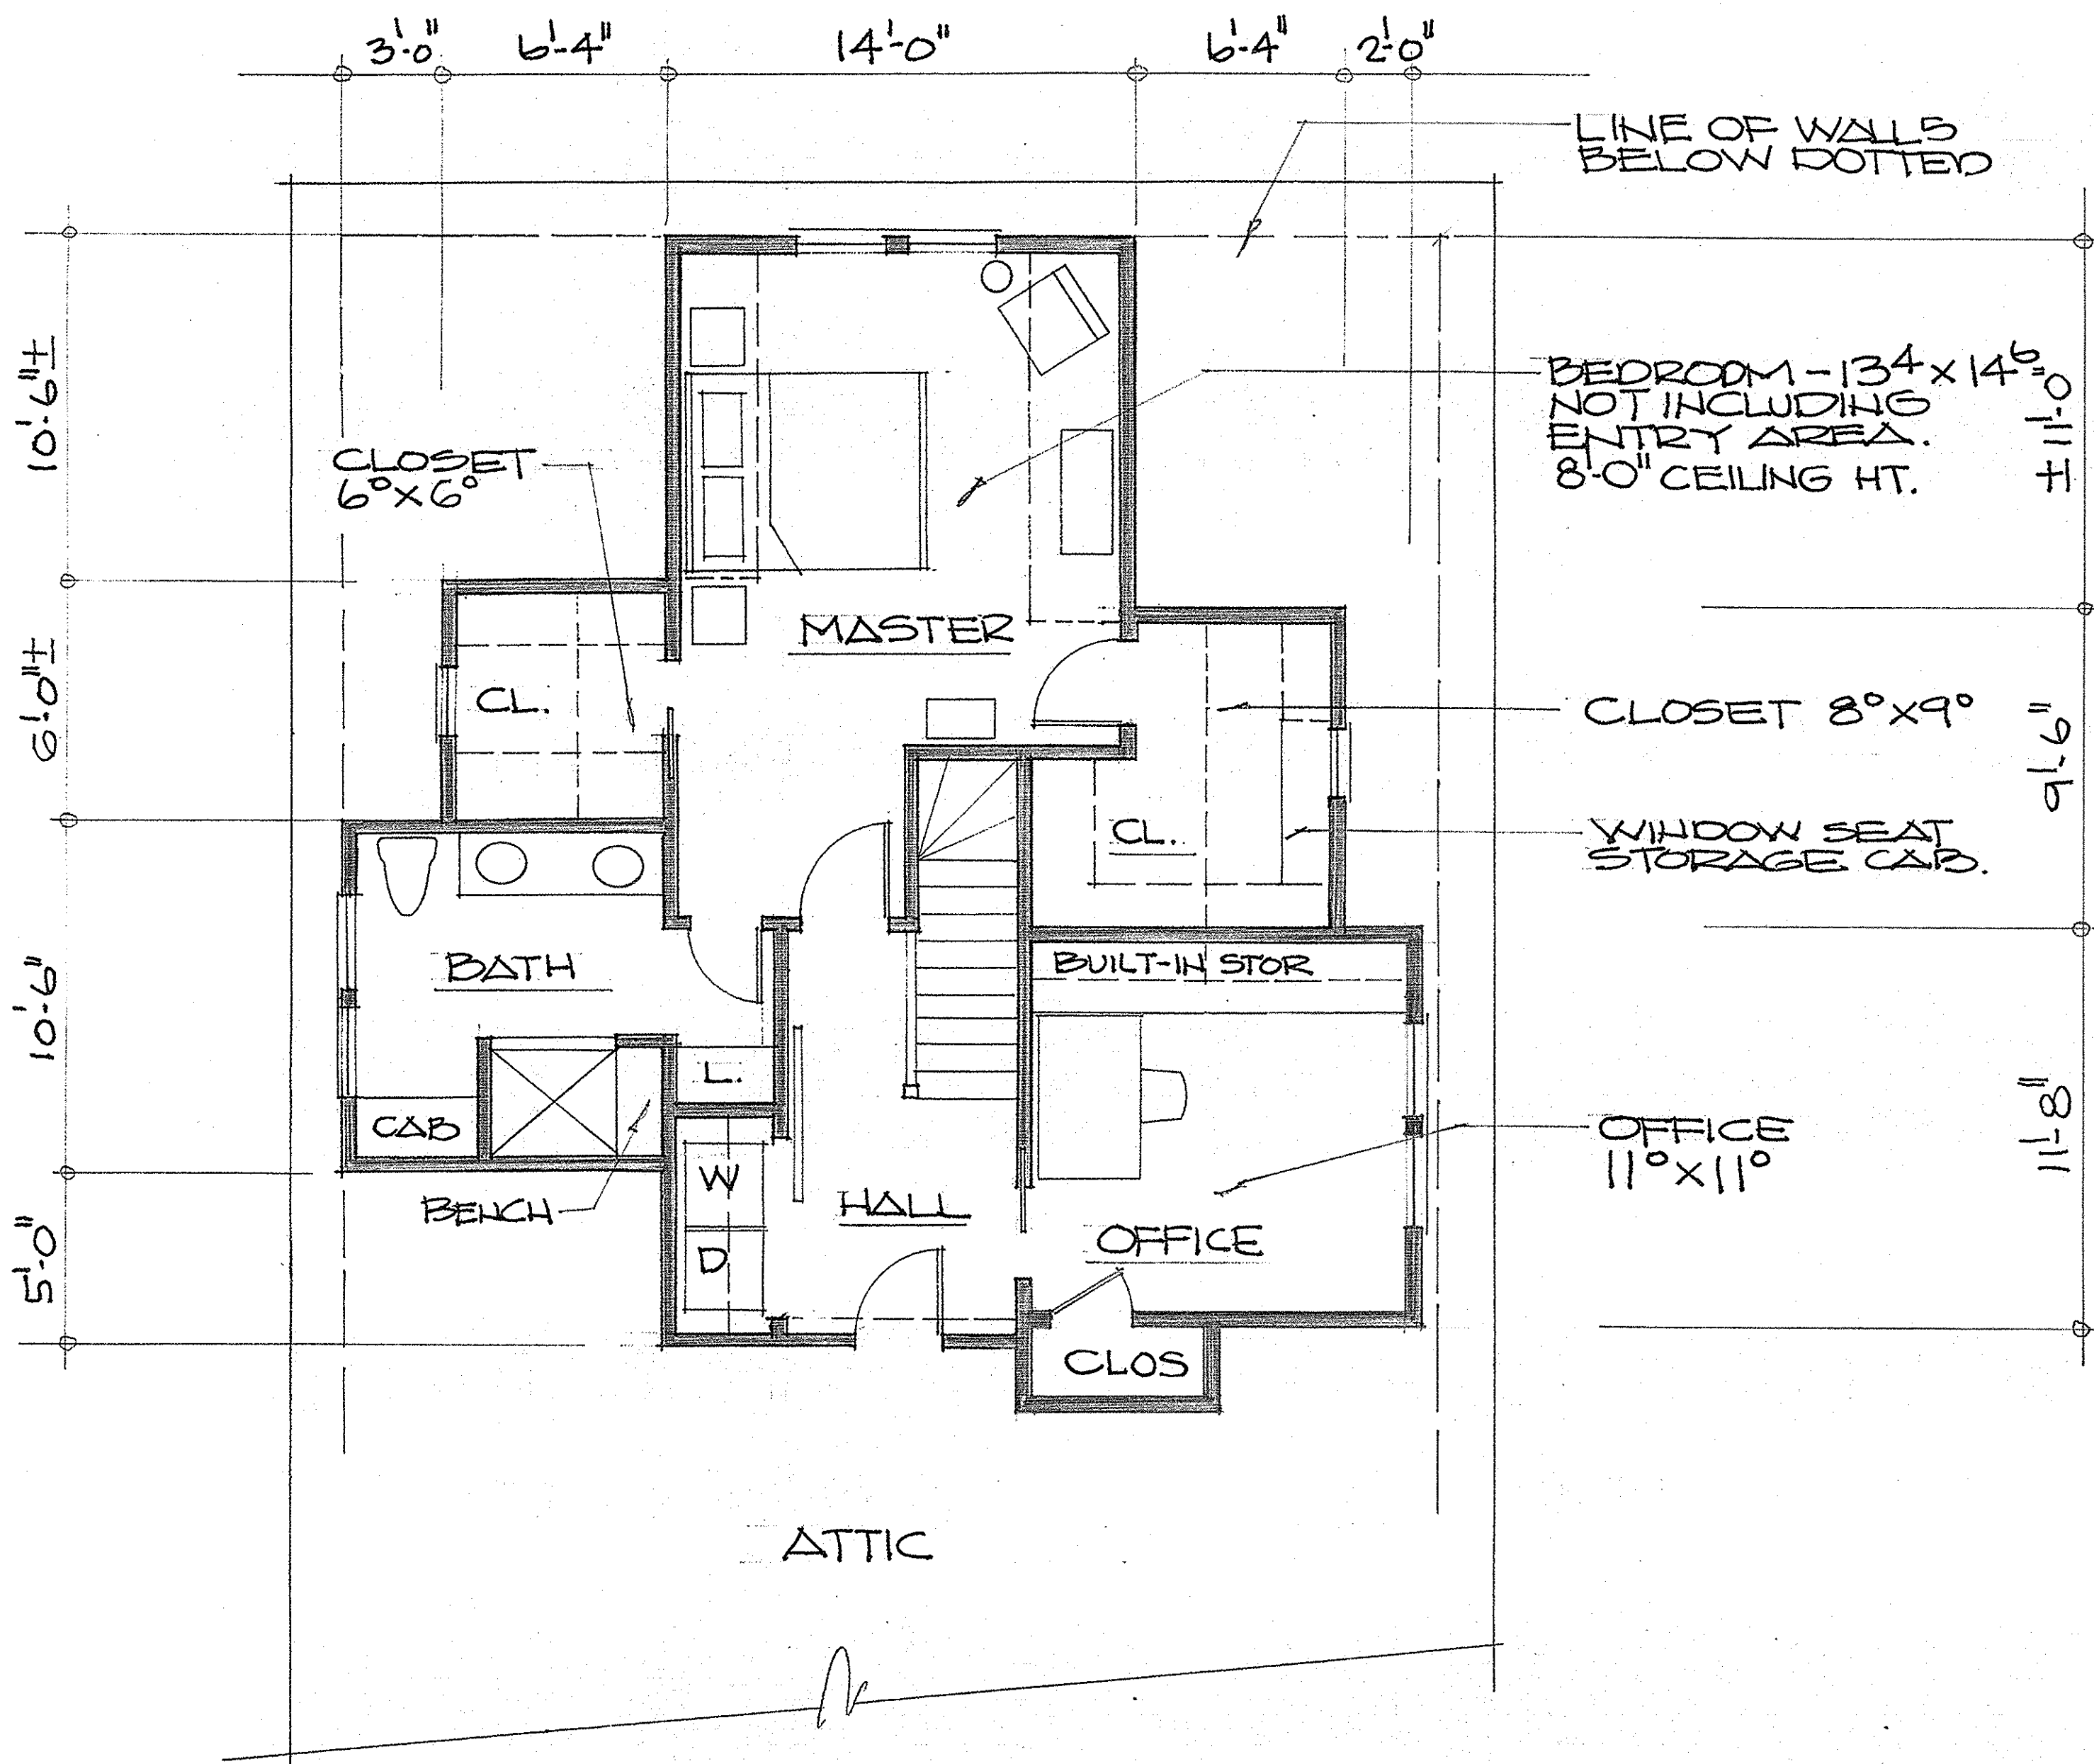 3'-0" 6'-4" 14'-0" 6'-4" 2'-0"
LINE OF WALLS
BELOW DOTTED
10'-6"±
6'-0"±
10'-6"
5'-0"
BEDROOM - 13⁴ x 14⁶
NOT INCLUDING
ENTRY AREA.
8'-0" CEILING HT.
± 11'-0"
CLOSET
6⁰ x 6⁰
MASTER
CL.
CLOSET 8⁰ x 9⁰
9'-6"
CL.
WINDOW SEAT
STORAGE CAB.
BATH
BUILT-IN STOR
L.
CAB
11'-8"
OFFICE
11⁰ x 11⁰
W
BENCH
HALL
OFFICE
D
CLOS
ATTIC